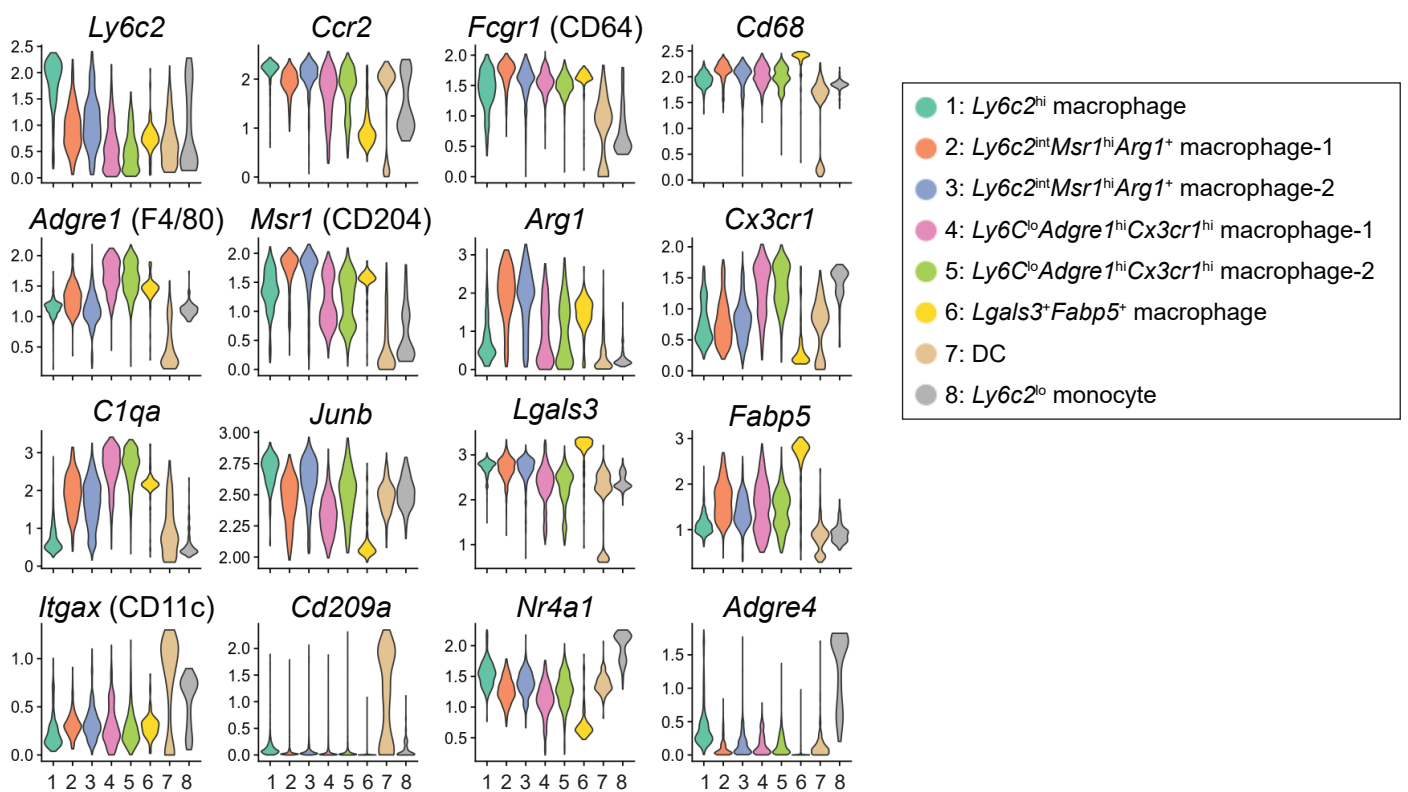 Ly6c2 Ccr2 Fcgr1 (CD64) Cd68
2.5 2.0 1.5 1.0 0.5 0.0
2 1 0
2.0 1.5 1.0 0.5 0.0
2.5 2.0 1.5 1.0 0.5 0.0
Adgre1 (F4/80) Msr1 (CD204) Arg1 Cx3cr1
2.0 1.5 1.0 0.5
2.0 1.5 1.0 0.5 0.0
3 2 1 0
2.0 1.5 1.0 0.5 0.0
C1qa Junb Lgals3 Fabp5
3 2 1 0
3.00 2.75 2.50 2.25 2.00
3 2 1
3 2 1
Itgax (CD11c) Cd209a Nr4a1 Adgre4
1.0 0.5 0.0
2.0 1.5 1.0 0.5 0.0
2.0 1.5 1.0 0.5
1.5 1.0 0.5 0.0
1 2 3 4 5 6 7 8
1 2 3 4 5 6 7 8
1 2 3 4 5 6 7 8
1 2 3 4 5 6 7 8
1: Ly6c2hi macrophage
2: Ly6c2intMsr1hiArg1+ macrophage-1
3: Ly6c2intMsr1hiArg1+ macrophage-2
4: Ly6CloAdgre1hiCx3cr1hi macrophage-1
5: Ly6CloAdgre1hiCx3cr1hi macrophage-2
6: Lgals3+Fabp5+ macrophage
7: DC
8: Ly6c2lo monocyte